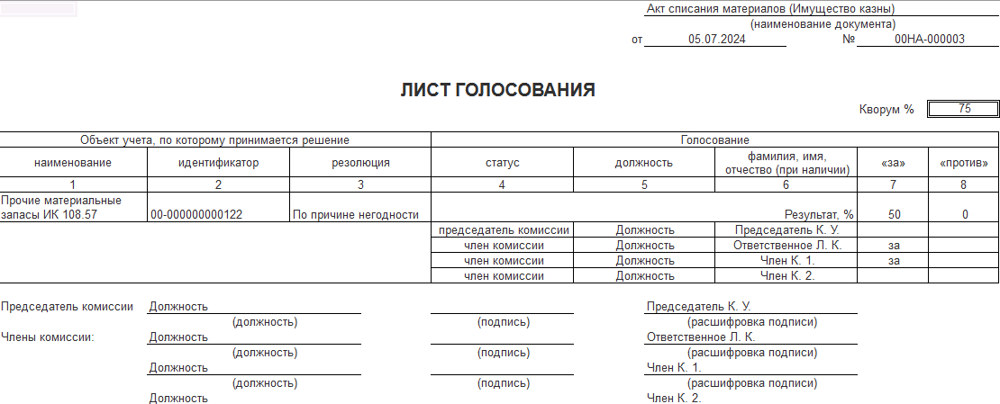 Акт списания материалов (Имущество казны)
(наименование документа)
от 05.07.2024 № 00НА-000003
ЛИСТ ГОЛОСОВАНИЯ
Кворум % 75
Объект учета, по которому принимается решение Голосование
наименование идентификатор резолюция статус должность фамилия, имя, отчество (при наличии) «за» «против»
1 2 3 4 5 6 7 8
Прочие материальные запасы ИК 108.57 00-000000000122 По причине негодности Результат, % 50 0
председатель комиссии Должность Председатель К. У.
член комиссии Должность Ответственное Л. К. за
член комиссии Должность Член К. 1. за
член комиссии Должность Член К. 2.
Председатель комиссии Должность Председатель К. У.
(должность) (подпись) (расшифровка подписи)
Члены комиссии: Должность Ответственное Л. К.
(должность) (подпись) (расшифровка подписи)
Должность Член К. 1.
(должность) (подпись) (расшифровка подписи)
Должность Член К. 2.